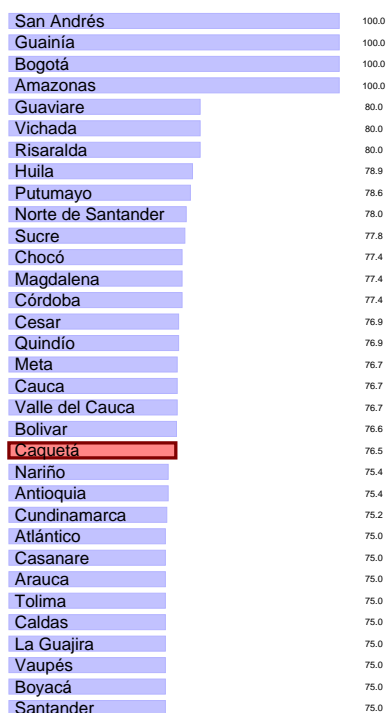 San Andrés 100.0
Guainía 100.0
Bogotá 100.0
Amazonas 100.0
Guaviare 80.0
Vichada 80.0
Risaralda 80.0
Huila 78.9
Putumayo 78.6
Norte de Santander 78.0
Sucre 77.8
Chocó 77.4
Magdalena 77.4
Córdoba 77.4
Cesar 76.9
Quindío 76.9
Meta 76.7
Cauca 76.7
Valle del Cauca 76.7
Bolivar 76.6
Caquetá 76.5
Nariño 75.4
Antioquia 75.4
Cundinamarca 75.2
Atlántico 75.0
Casanare 75.0
Arauca 75.0
Tolima 75.0
Caldas 75.0
La Guajira 75.0
Vaupés 75.0
Boyacá 75.0
Santander 75.0